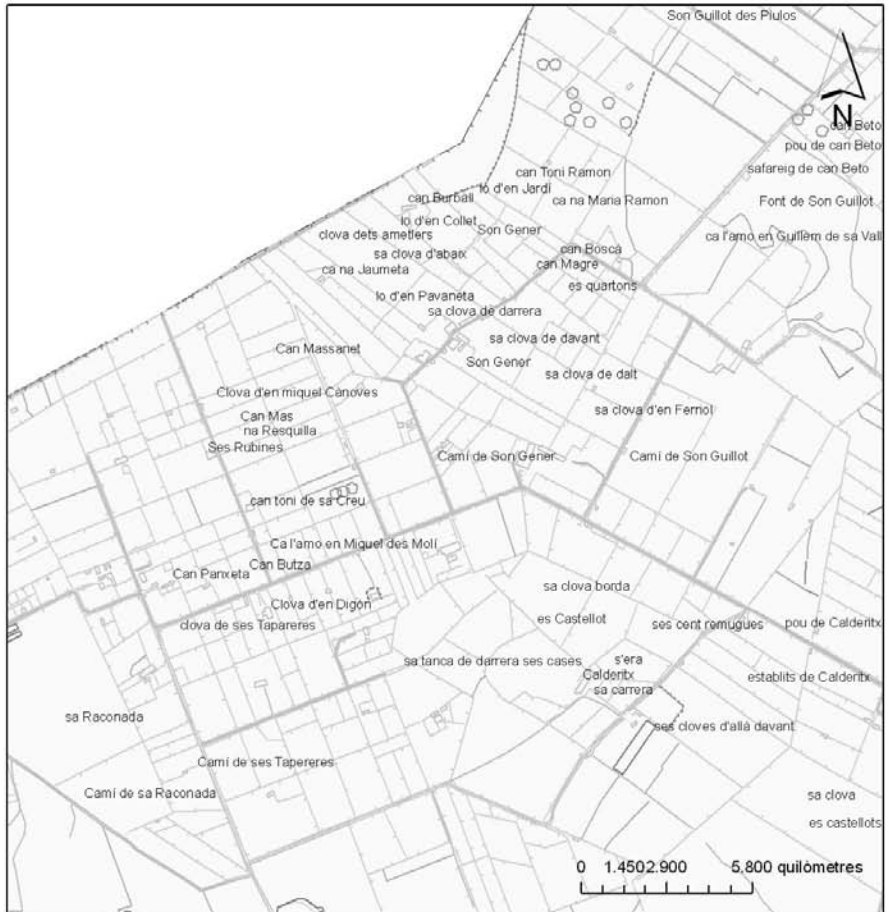 Son Guillot des Piulos
N
can Beto
pou de can Beto
safareig de can Beto
can Toni Ramon
lo d'en Jardí
can Burball
ca na Maria Ramon
Font de Son Guillot
lo d'en Collet
Son Gener
clova dets ametlers
ca l'amo en Guillem de sa Vall
sa clova d'abaix
can Boscà
can Magre
ca na Jaumeta
es quartons
lo d'en Pavaneta
sa clova de darrera
sa clova de davant
Can Massanet
Son Gener
sa clova de dalt
Clova d'en miquel Cànoves
sa clova d'en Fernol
Can Mas
na Resquilla
Ses Rubines
Camí de Son Gener
Camí de Son Guillot
can toni de sa Creu
Ca l'amo en Miquel des Molí
Can Butza
Can Panxeta
sa clova borda
Clova d'en Digón
es Castellot
clova de ses Tapareres
ses cent remugues
pou de Calderitx
sa tanca de darrera ses cases
s'era
Calderitx
sa carrera
establits de Calderitx
sa Raconada
ses cloves d'allà davant
Camí de ses Tapereres
Camí de sa Raconada
sa clova
es castellots
0 1.450 2.900 5.800 quilòmetres